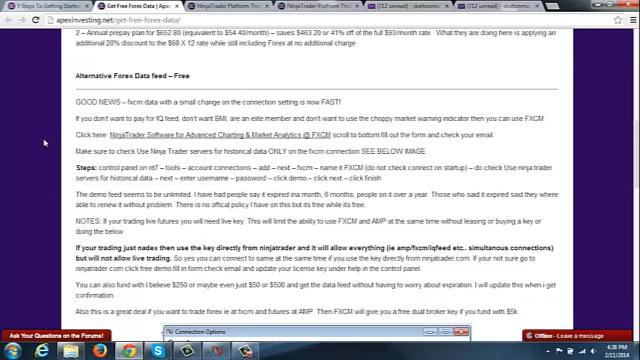 9 Steps To Getting Started
Get Free Forex Data | Apex
NinjaTrader Platform Tri
NinjaTrader Platform Tri
(712 unread) - skottsmon
(712 unread) - skottsmon
apexinvesting.net/get-free-forex-data/
2 – Annual prepay plan for $652.80 (equivalent to $54.40/month) – saves $463.20 or 41% off of the full $93/month rate. What they are doing here is applying an
additional 20% discount to the $68 X 12 rate while still including Forex at no additional charge
Alternative Forex Data feed – Free
GOOD NEWS – fxcm data with a small change on the connection setting is now FAST!
If you don't want to pay for IQ feed, don't want BMI, are an elite member and don't want to use the choppy market warning indicator then you can use FXCM:
Click here: NinjaTrader Software for Advanced Charting & Market Analytics @ FXCM scroll to bottom fill out the form and check your email
Make sure to check Use Ninja Trader servers for historical data ONLY on the fxcm connection SEE BELOW IMAGE
Steps: control panel on nt7 – tools – account connections – add – next – fxcm – name it FXCM (do not check connect on startup) – do check Use ninja trader
servers for historical data – next – enter username – password – click demo – click next – click finish
The demo feed seems to be unlimited. I have had people say it expired ina month, 6 months, people on it over a year. Those who said it expired said they where
able to renew it without problem. There is no offical policy I have on this but its free while its free.
NOTES: If your trading live futures you will need live key. This will limit the ability to use FXCM and AMP at the same time without leasing or buying a key or
doing the below
If your trading just nadex then use the key directly from ninjatrader and it will allow everything (ie amp/fxcm/iqfeed etc.. simultanous connections)
but will not allow live trading. So yes you can connect to same at the same time if you use the key directly from ninjatrader.com. If your not sure go to
ninjatrader.com click free demo fill in form check email and update your license key under help in the control panel.
You can also fund with I believe $250 or maybe even just $50 or $500 and get the data feed without having to worry about expiration. I will update this when i get
confirmation.
Also this is a great deal if you want to trade forex ie at fxcm and futures at AMP. Then FXCM will give you a free dual broker key if you fund with $5k
Connection Options
Ask Your Questions on the Forums!
Offline - Leave a message
4:38 PM
2/11/2014